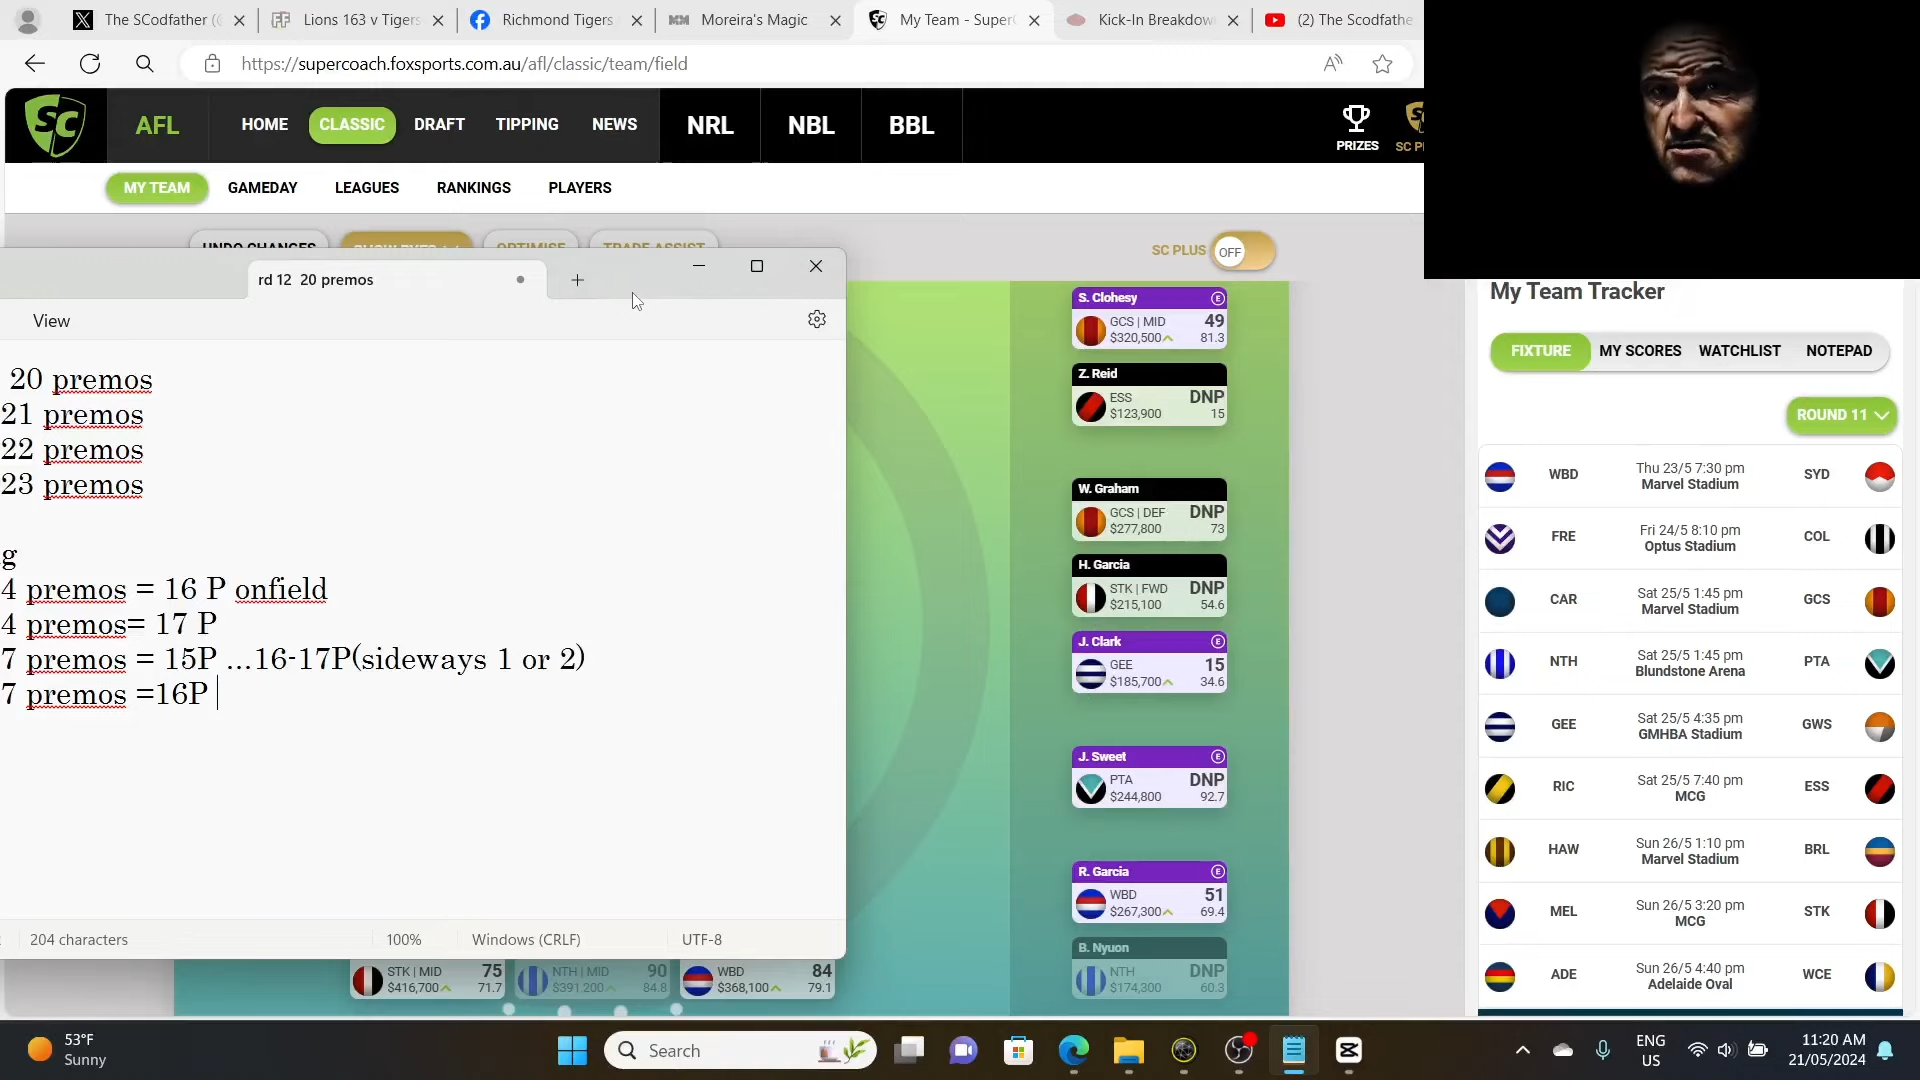 The SCodfather (
Lions 163 v Tigers
Richmond Tigers
MM
Moreira's Magic
My Team - Super
Kick-In Breakdow
(2) The Scodfathe
https://supercoach.foxsports.com.au/afl/classic/team/field
SC
AFL
HOME
CLASSIC
DRAFT
TIPPING
NEWS
NRL
NBL
BBL
PRIZES
MY TEAM
GAMEDAY
LEAGUES
RANKINGS
PLAYERS
UNDO CHANGES
SHOW BYES
OPTIMISE
TRADE ASSIST
SC PLUS
OFF
rd 12 20 premos
View
20 premos
21 premos
22 premos
23 premos
g
4 premos = 16 P onfield
4 premos= 17 P
7 premos = 15P ...16-17P(sideways 1 or 2)
7 premos =16P
204 characters
100%
Windows (CRLF)
UTF-8
S. Clohesy E
GCS | MID 49
$320,500 81.3
Z. Reid
ESS DNP
$123,900 15
W. Graham
GCS | DEF DNP
$277,800 73
H. Garcia
STK | FWD DNP
$215,100 54.6
J. Clark E
GEE 15
$185,700 34.6
J. Sweet E
PTA DNP
$244,800 92.7
R. Garcia E
WBD 51
$267,300 69.4
B. Nyuon
NTH DNP
$174,300 60.3
STK | MID 75
$416,700 71.7
NTH | MID 90
$391,200 84.8
WBD 84
$368,100 79.1
My Team Tracker
FIXTURE
MY SCORES
WATCHLIST
NOTEPAD
ROUND 11
WBD Thu 23/5 7:30 pm SYD
Marvel Stadium
FRE Fri 24/5 8:10 pm COL
Optus Stadium
CAR Sat 25/5 1:45 pm GCS
Marvel Stadium
NTH Sat 25/5 1:45 pm PTA
Blundstone Arena
GEE Sat 25/5 4:35 pm GWS
GMHBA Stadium
RIC Sat 25/5 7:40 pm ESS
MCG
HAW Sun 26/5 1:10 pm BRL
Marvel Stadium
MEL Sun 26/5 3:20 pm STK
MCG
ADE Sun 26/5 4:40 pm WCE
Adelaide Oval
53°F
Sunny
Search
ENG
US
11:20 AM
21/05/2024